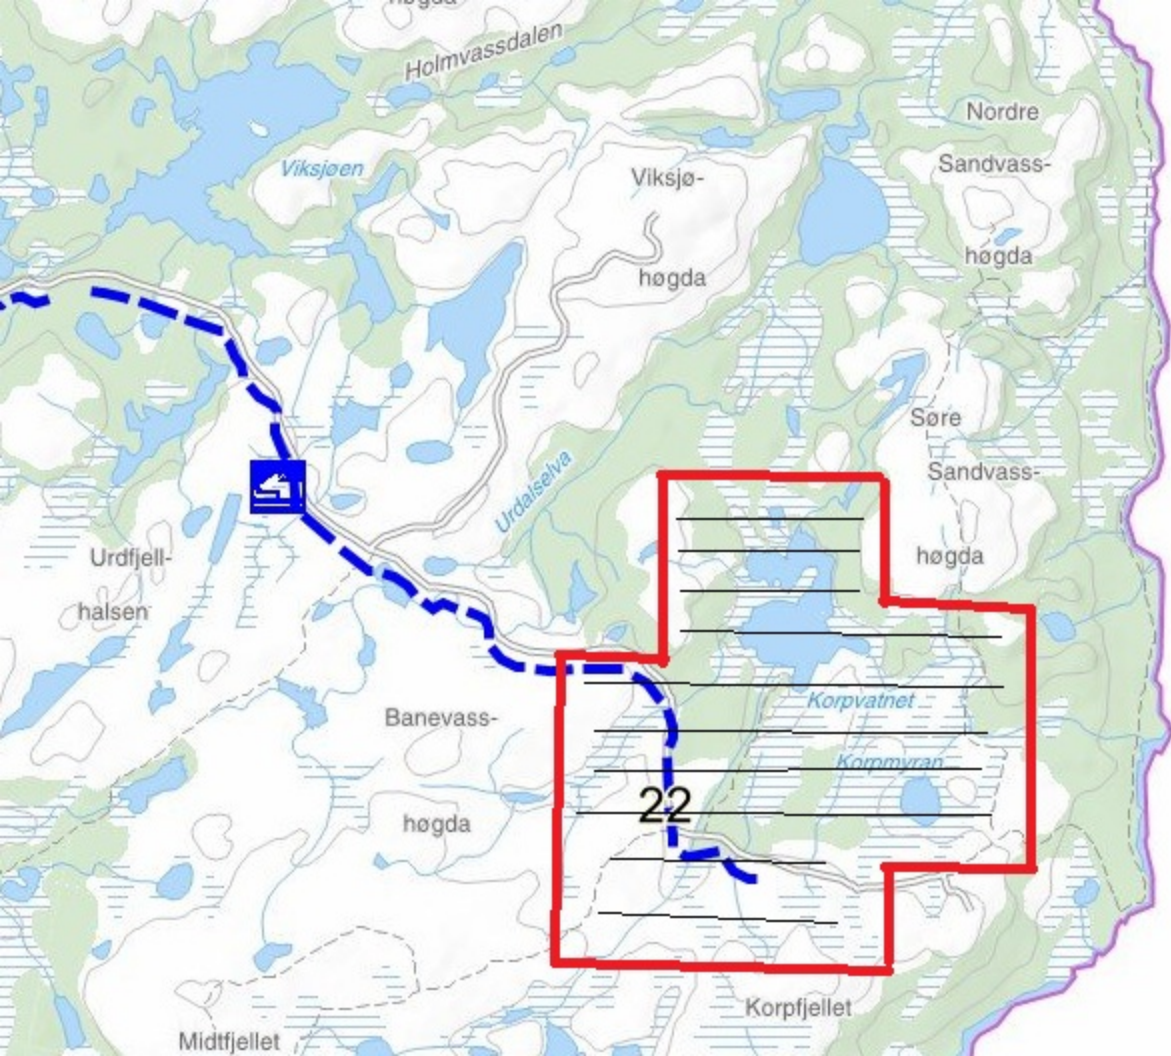 høgda
Holmvassdalen
Nordre
Viksjøen
Viksjø-
Sandvass-
høgda
høgda
Søre
Urdalselva
Sandvass-
høgda
Urdfjell-
halsen
Korpvatnet
Banevass-
Korpmyran
22
høgda
Korpfjellet
Midtfjellet